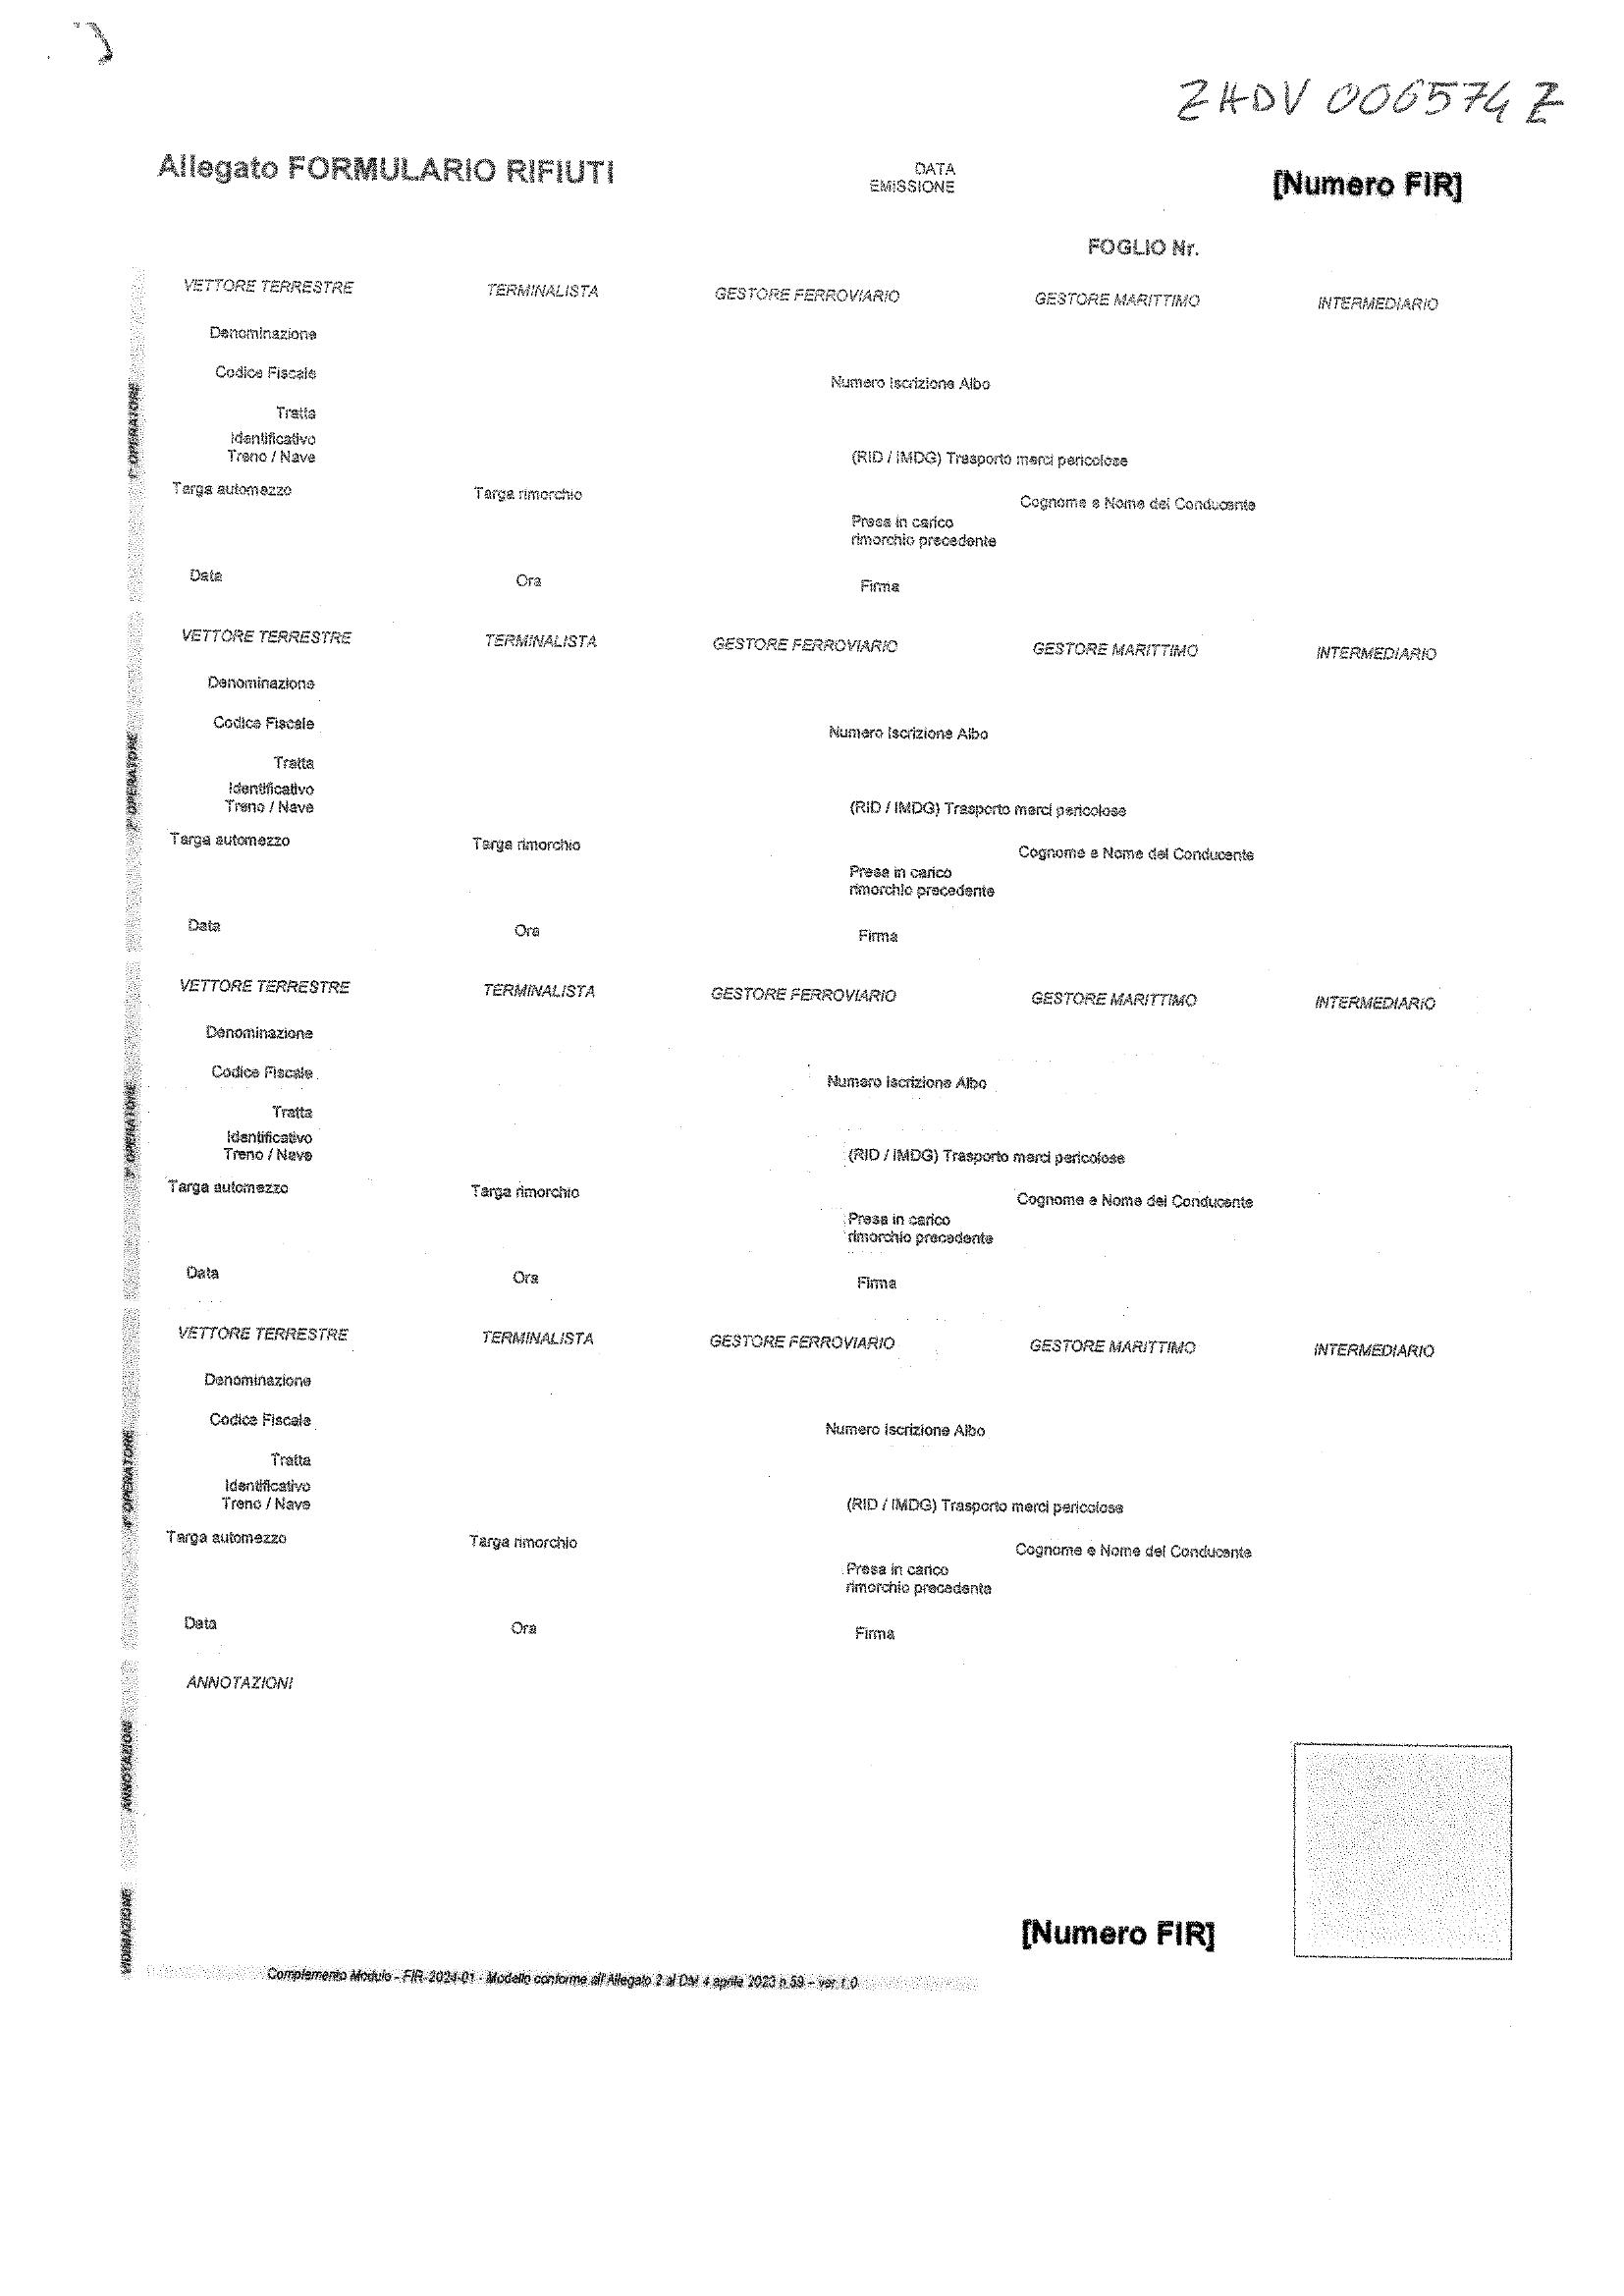 ZHDV 006574 Z
Allegato FORMULARIO RIFIUTI
DATA
EMISSIONE
[Numero FIR]
FOGLIO Nr.
VETTORE TERRESTRE TERMINALISTA GESTORE FERROVIARIO GESTORE MARITTIMO INTERMEDIARIO
Denominazione
Codice Fiscale Numero Iscrizione Albo
Tratta
Identificativo
Treno / Nave (RID / IMDG) Trasporto merci pericolose
Targa automezzo Targa rimorchio Cognome e Nome del Conducente
Presa in carico
rimorchio precedente
Data Ora Firma
1° OPERATORE
VETTORE TERRESTRE TERMINALISTA GESTORE FERROVIARIO GESTORE MARITTIMO INTERMEDIARIO
Denominazione
Codice Fiscale Numero Iscrizione Albo
Tratta
Identificativo
Treno / Nave (RID / IMDG) Trasporto merci pericolose
Targa automezzo Targa rimorchio Cognome e Nome del Conducente
Presa in carico
rimorchio precedente
Data Ora Firma
2° OPERATORE
VETTORE TERRESTRE TERMINALISTA GESTORE FERROVIARIO GESTORE MARITTIMO INTERMEDIARIO
Denominazione
Codice Fiscale Numero Iscrizione Albo
Tratta
Identificativo
Treno / Nave (RID / IMDG) Trasporto merci pericolose
Targa automezzo Targa rimorchio Cognome e Nome del Conducente
Presa in carico
rimorchio precedente
Data Ora Firma
3° OPERATORE
VETTORE TERRESTRE TERMINALISTA GESTORE FERROVIARIO GESTORE MARITTIMO INTERMEDIARIO
Denominazione
Codice Fiscale Numero Iscrizione Albo
Tratta
Identificativo
Treno / Nave (RID / IMDG) Trasporto merci pericolose
Targa automezzo Targa rimorchio Cognome e Nome del Conducente
Presa in carico
rimorchio precedente
Data Ora Firma
4° OPERATORE
ANNOTAZIONI
ANNOTAZIONI
[Numero FIR]
VIDIMAZIONE
Complemento Modulo - FIR-2024-01 - Modello conforme all'Allegato 2 al DM 4 aprile 2023 n.59 - ver 1.0